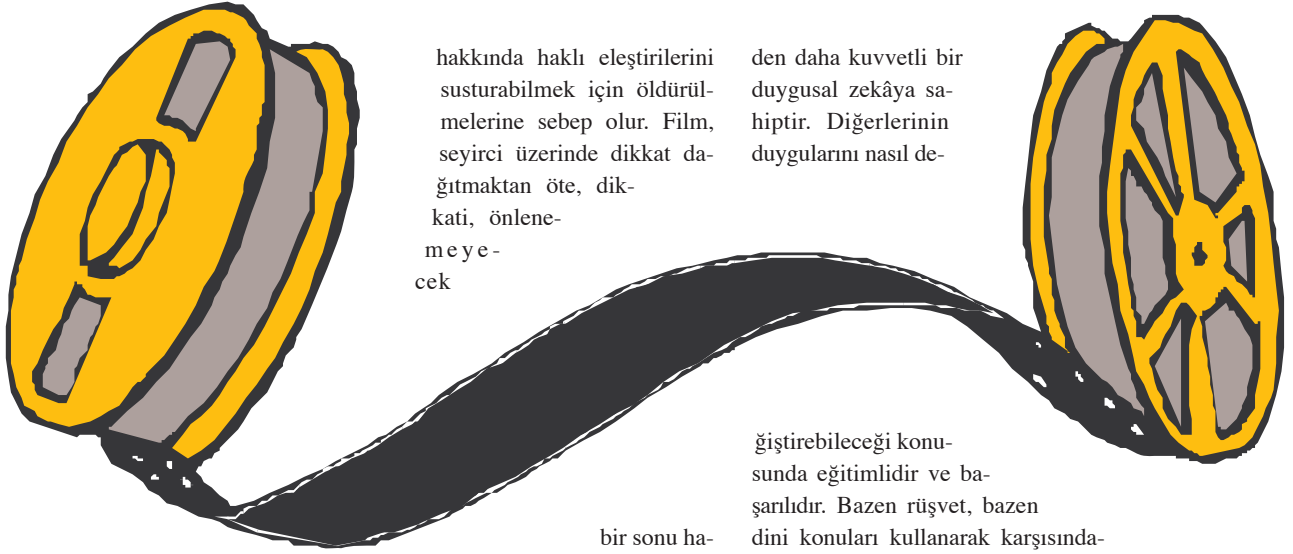 hakkında haklı eleştirilerini
susturabilmek için öldürül-
melerine sebep olur. Film,
seyirci üzerinde dikkat da-
ğıtmaktan öte, dik-
kati, önlene-
meye-
cek
bir sonu ha-
den daha kuvvetli bir
duygusal zekâya sa-
hiptir. Diğerlerinin
duygularını nasıl de-
ğiştirebileceği konu-
sunda eğitimlidir ve ba-
şarılıdır. Bazen rüşvet, bazen
dini konuları kullanarak karşısında-